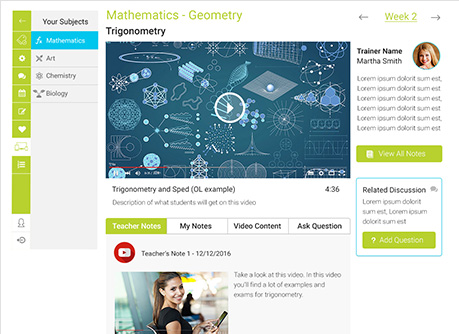 Your Subjects
Mathematics
Art
Chemistry
Biology
Mathematics - Geometry
Trigonometry
Week 2
Trainer Name
Martha Smith
Lorem ipsum dolorit sum est,
Lorem ipsum dolorit sum est,
Lorem ipsum dolorit sum est,
Lorem ipsum dolorit sum est,
View All Notes
Trigonometry and Sped (OL example)
4:36
Description of what students will get on this video
Related Discussion
Lorem ipsum dolorit
sum est, Lorem ipsum
dolorit sum est
? Add Question
Teacher Notes
My Notes
Video Content
Ask Question
Teacher's Note 1 - 12/12/2016
Take a look at this video. In this video
you'll find a lot of examples and
exams for trigonometry.